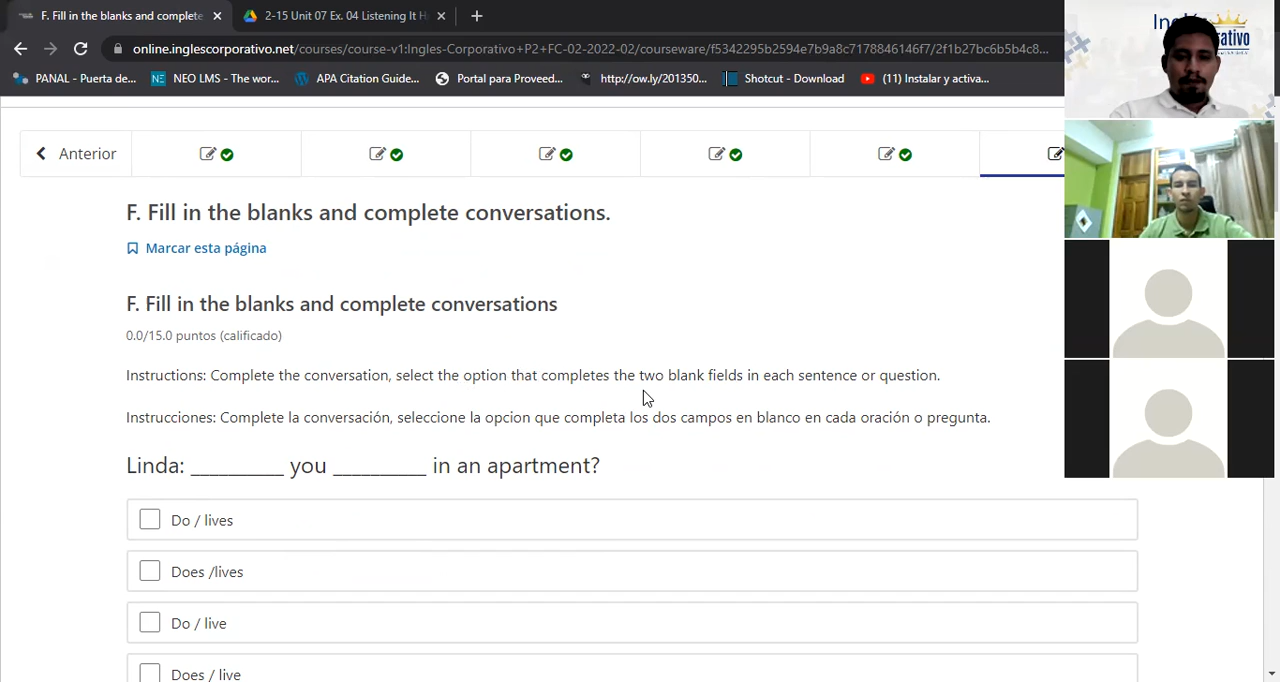 F. Fill in the blanks and complete
2-15 Unit 07 Ex. 04 Listening It H
online.inglescorporativo.net/courses/course-v1:Ingles-Corporativo+P2+FC-02-2022-02/courseware/f5342295b2594e7b9a8c7178846146f7/2f1b27bc6b5b4c8...
PANAL - Puerta de...
NEO LMS - The wor...
APA Citation Guide...
Portal para Proveed...
http://ow.ly/201350...
Shotcut - Download
(11) Instalar y activa...
Anterior
F. Fill in the blanks and complete conversations.
Marcar esta página
F. Fill in the blanks and complete conversations
0.0/15.0 puntos (calificado)
Instructions: Complete the conversation, select the option that completes the two blank fields in each sentence or question.
Instrucciones: Complete la conversación, seleccione la opcion que completa los dos campos en blanco en cada oración o pregunta.
Linda: __________ you __________ in an apartment?
Do / lives
Does /lives
Do / live
Does / live